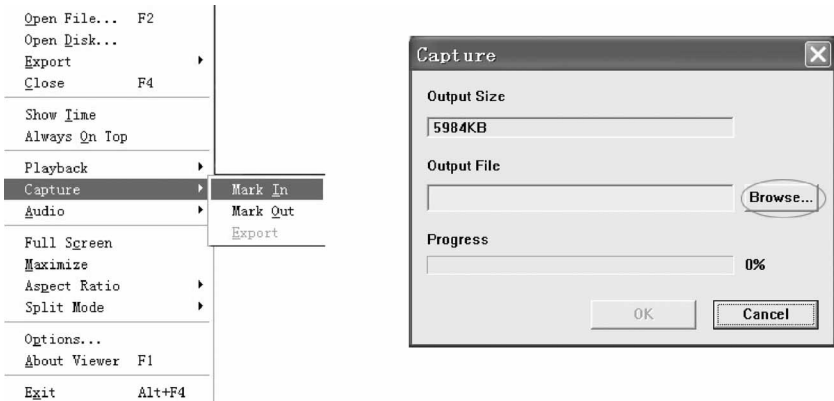 Open File... F2
Open Disk...
Export
Close F4
Show Time
Always On Top
Playback
Capture
Audio
Full Screen
Maximize
Aspect Ratio
Split Mode
Options...
About Viewer F1
Exit Alt+F4
Mark In
Mark Out
Export
Capture
Output Size
5984KB
Output File
Browse...
Progress
0%
OK
Cancel